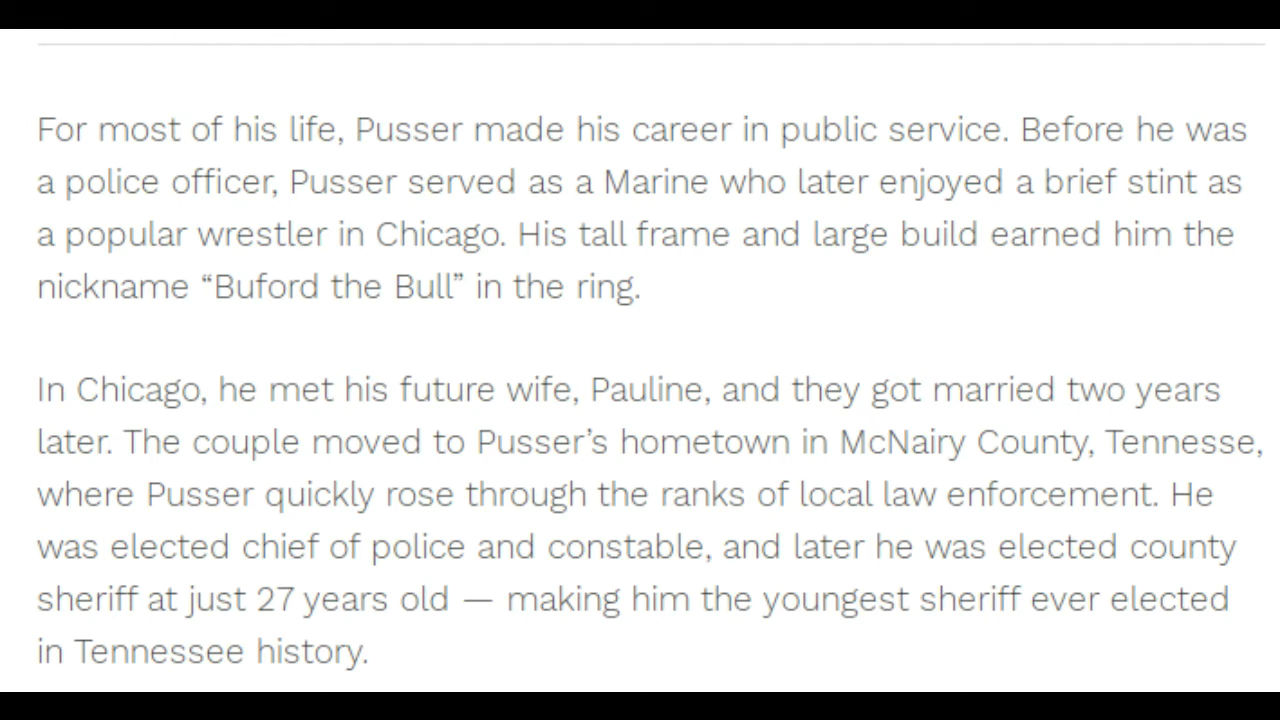 For most of his life, Pusser made his career in public service. Before he was
a police officer, Pusser served as a Marine who later enjoyed a brief stint as
a popular wrestler in Chicago. His tall frame and large build earned him the
nickname “Buford the Bull” in the ring.
In Chicago, he met his future wife, Pauline, and they got married two years
later. The couple moved to Pusser’s hometown in McNairy County, Tennesse,
where Pusser quickly rose through the ranks of local law enforcement. He
was elected chief of police and constable, and later he was elected county
sheriff at just 27 years old — making him the youngest sheriff ever elected
in Tennessee history.